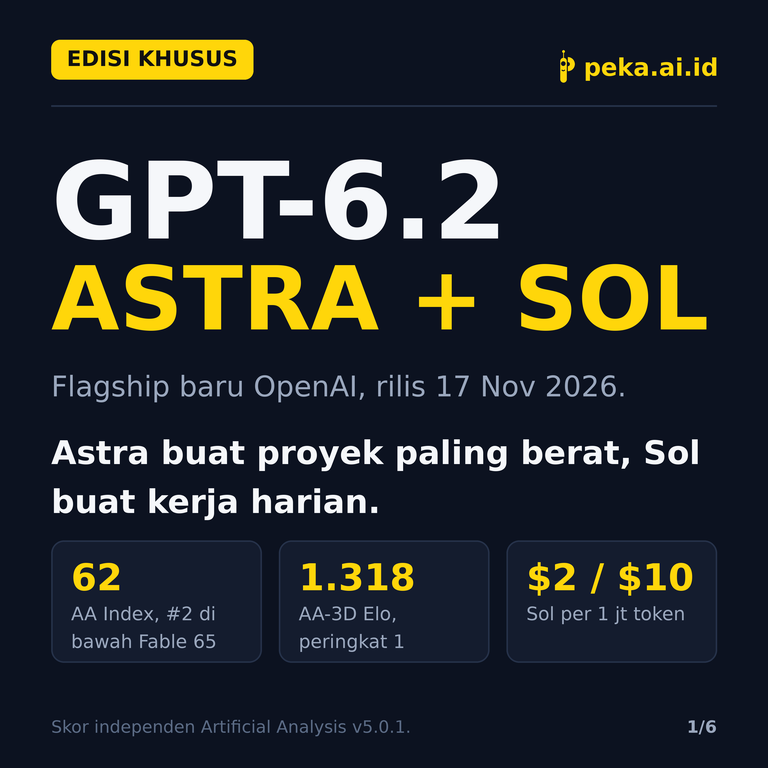 EDISI KHUSUS
peka.ai.id
GPT-6.2
ASTRA + SOL
Flagship baru OpenAI, rilis 17 Nov 2026.
Astra buat proyek paling berat, Sol
buat kerja harian.
62
AA Index, #2 di
bawah Fable 65
1.318
AA-3D Elo,
peringkat 1
$2 / $10
Sol per 1 jt token
Skor independen Artificial Analysis v5.0.1.
1/6